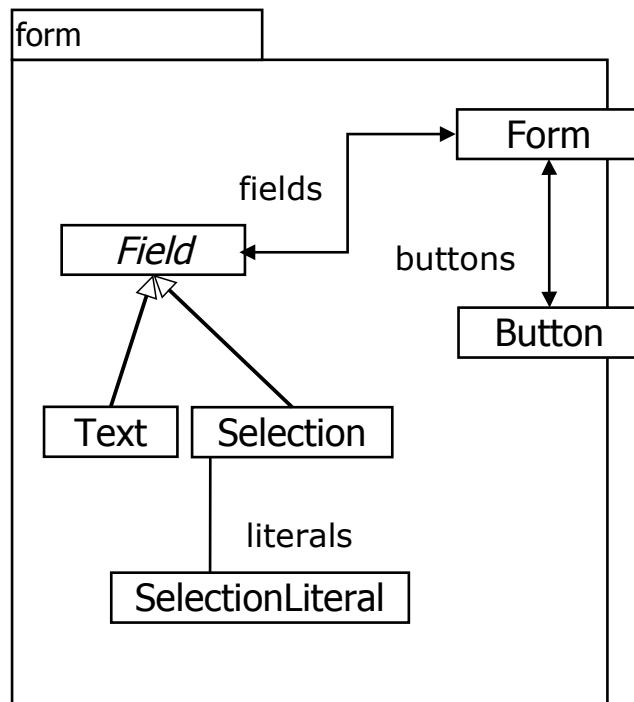 form
Form
fields
Field
buttons
Button
Text
Selection
literals
SelectionLiteral